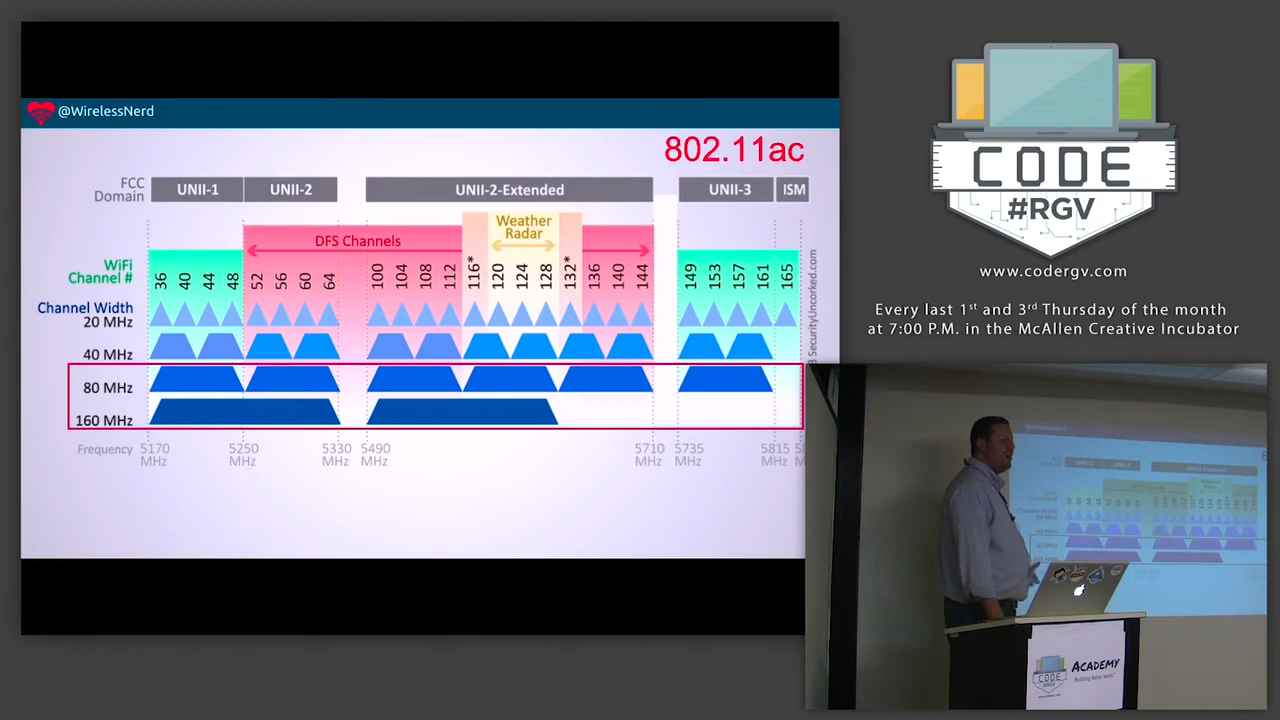 @WirelessNerd
802.11ac
FCC Domain
UNII-1
UNII-2
UNII-2-Extended
UNII-3
ISM
DFS Channels
Weather Radar
WiFi Channel #
36 40 44 48 52 56 60 64 100 104 108 112 116* 120 124 128 132* 136 140 144 149 153 157 161 165
Channel Width
20 MHz
40 MHz
80 MHz
160 MHz
Frequency
5170 MHz
5250 MHz
5330 MHz
5490 MHz
5710 MHz
5735 MHz
5815 MHz
SecurityUncorked.com
CODE
#RGV
www.codergv.com
Every last 1st and 3rd Thursday of the month
at 7:00 P.M. in the McAllen Creative Incubator
CODE
#RGV
ACADEMY
Building Better Nerds